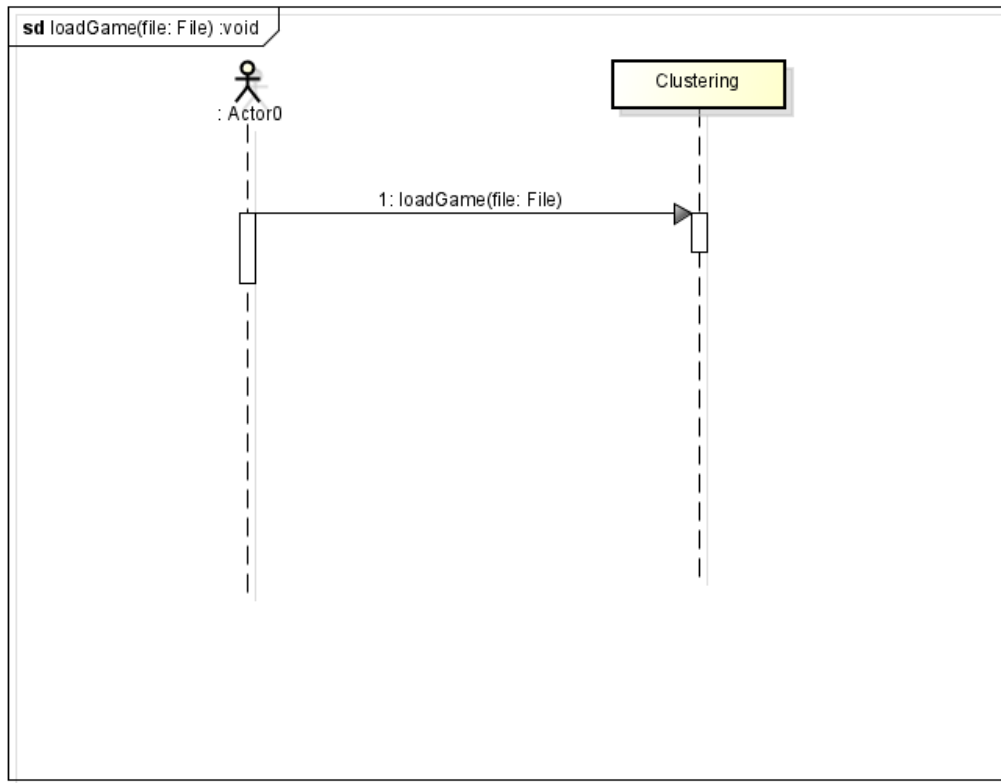 sd loadGame(file: File) :void
: Actor0
Clustering
1: loadGame(file: File)